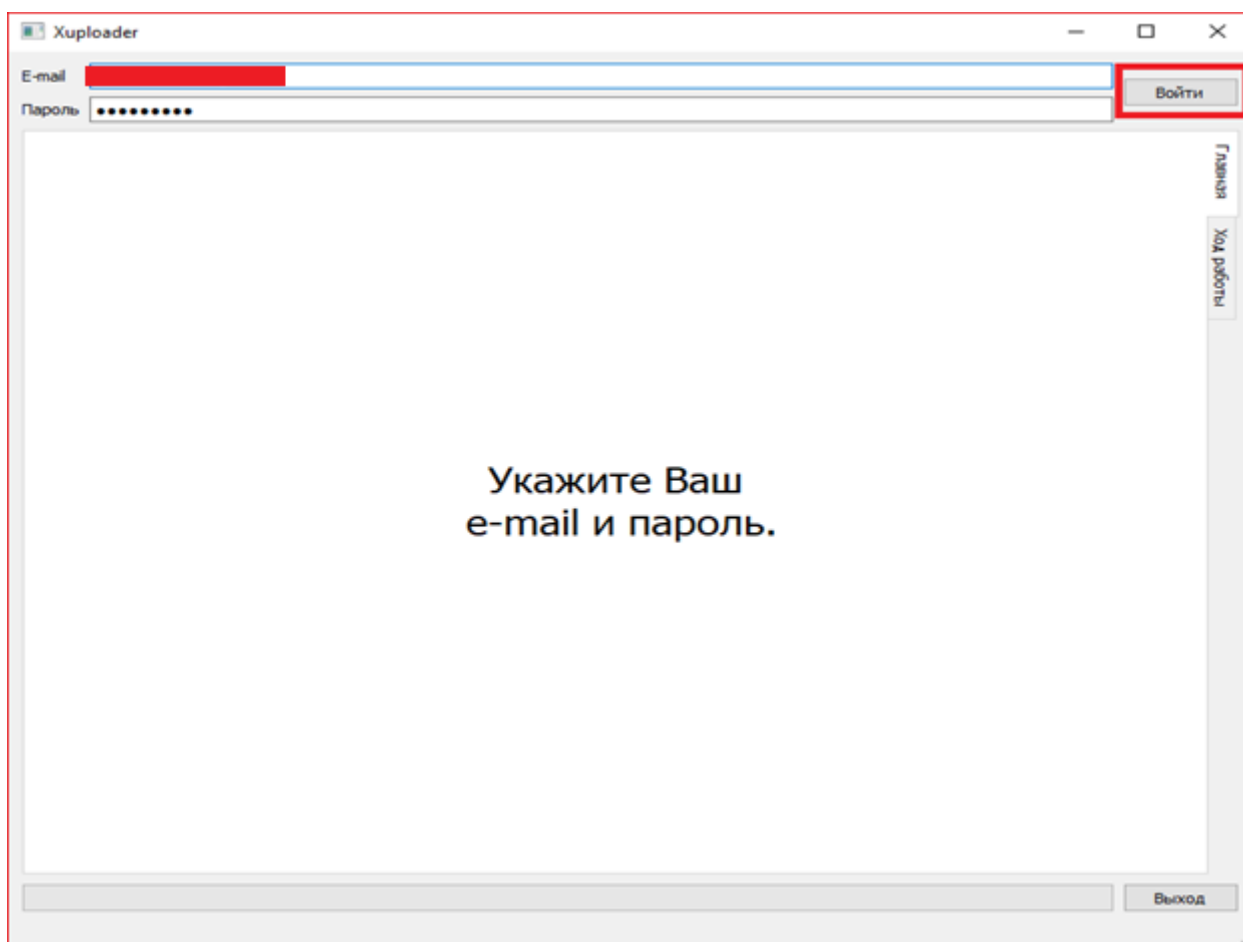 Xuploader
E-mail
Войти
Пароль
Главная
Ход работы
Укажите Ваш
e-mail и пароль.
Выход